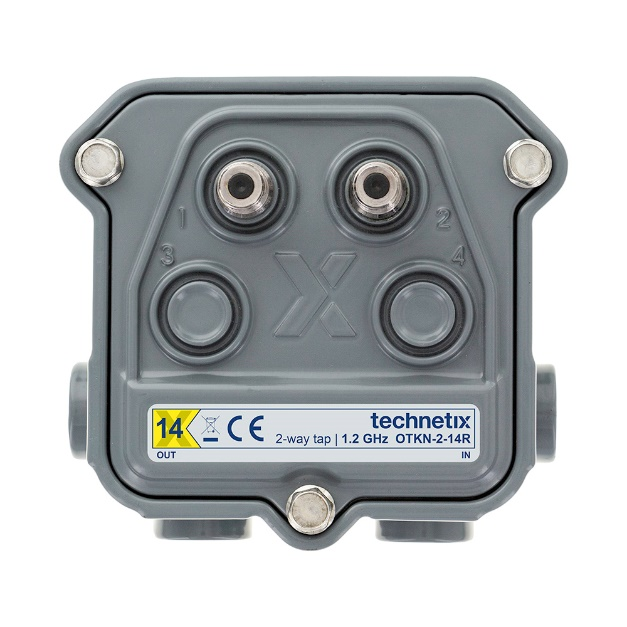 1 2
3 4
X
14 CE technetix
2-way tap | 1.2 GHz OTKN-2-14R
OUT IN